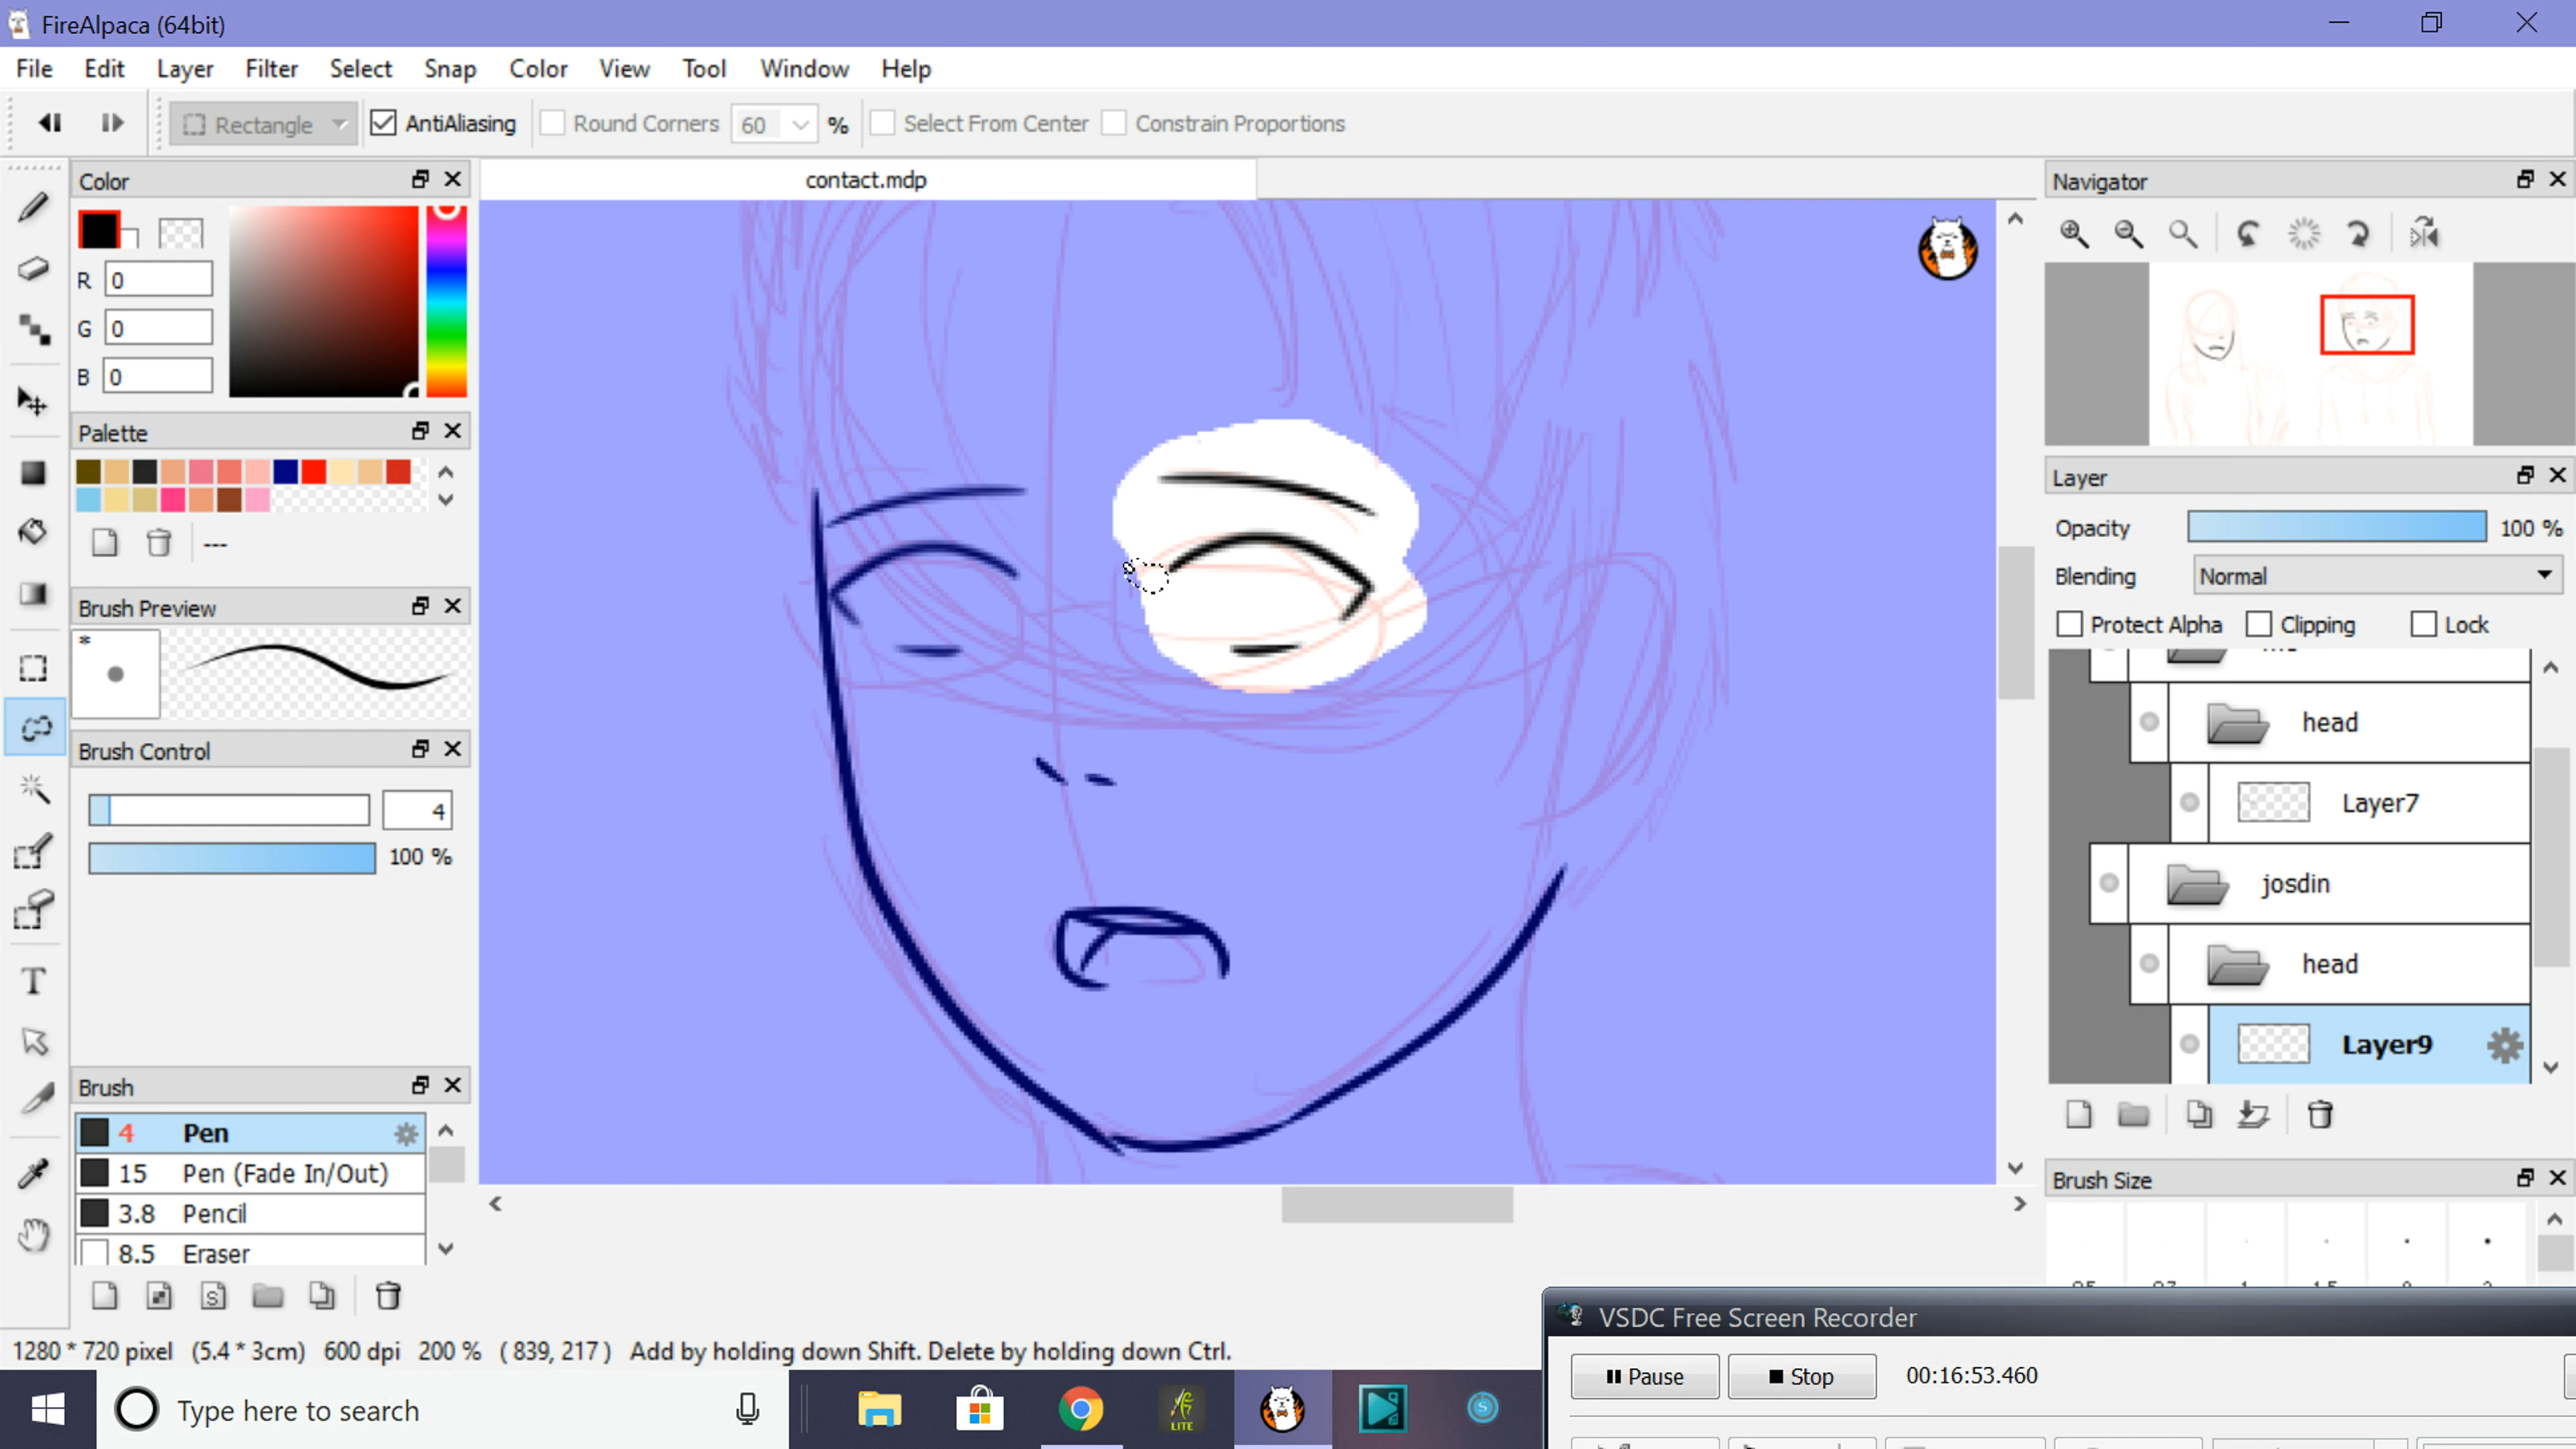 FireAlpaca (64bit)
File Edit Layer Filter Select Snap Color View Tool Window Help
Rectangle AntiAliasing Round Corners 60 % Select From Center Constrain Proportions
Color
R 0
G 0
B 0
Palette
---
Brush Preview
*
Brush Control
4
100 %
Brush
4 Pen
15 Pen (Fade In/Out)
3.8 Pencil
8.5 Eraser
contact.mdp
Navigator
Layer
Opacity 100 %
Blending Normal
Protect Alpha Clipping Lock
head
Layer7
josdin
head
Layer9
Brush Size
1280 * 720 pixel (5.4 * 3cm) 600 dpi 200 % ( 839, 217 ) Add by holding down Shift. Delete by holding down Ctrl.
VSDC Free Screen Recorder
Pause Stop 00:16:53.460
Type here to search
LITE